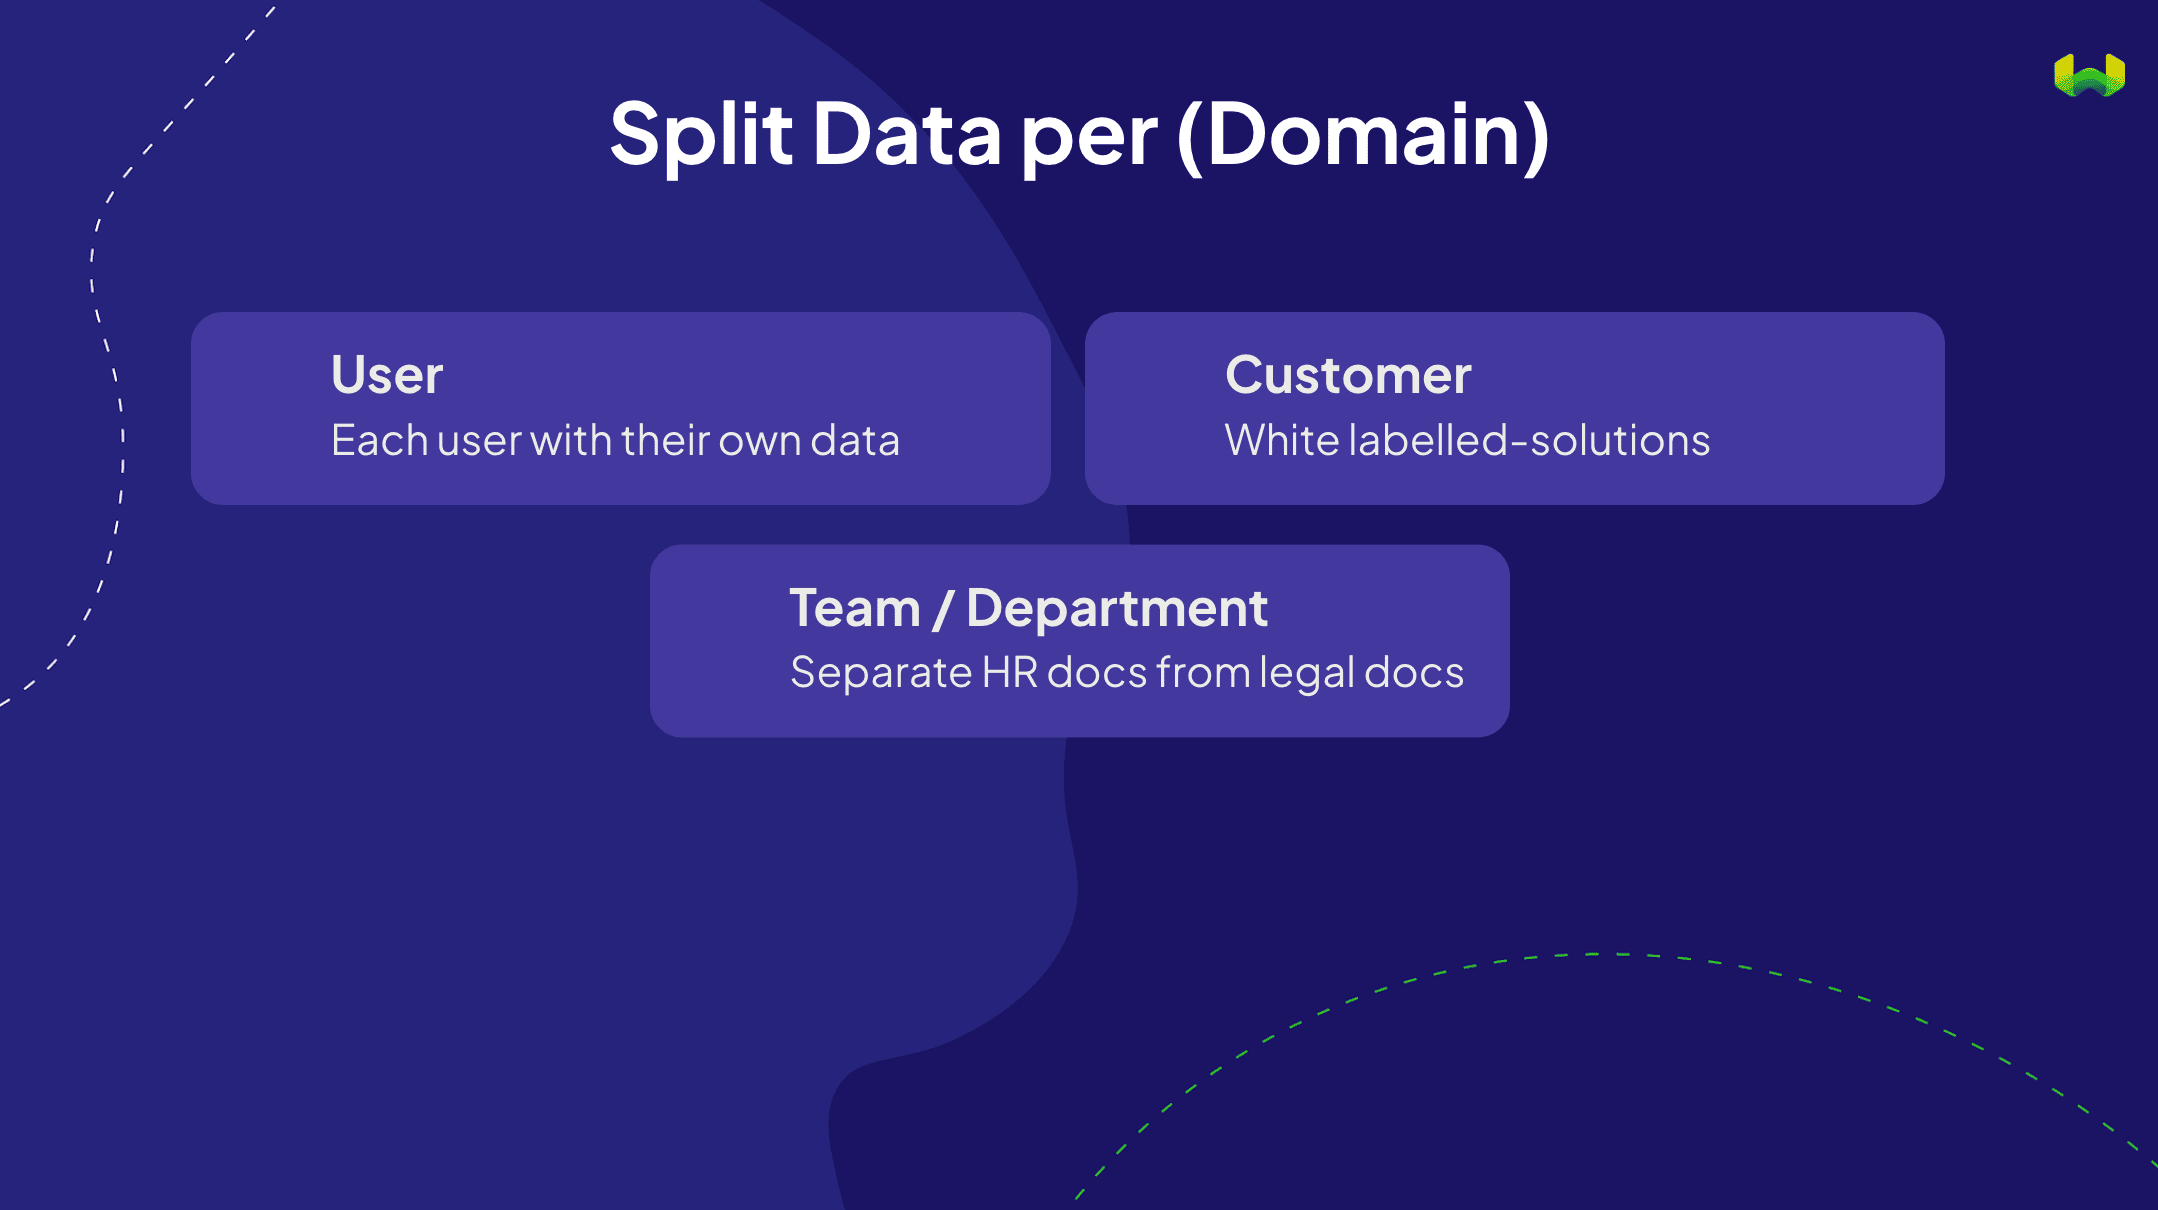 Split Data per (Domain)
User
Each user with their own data
Customer
White labelled-solutions
Team / Department
Separate HR docs from legal docs